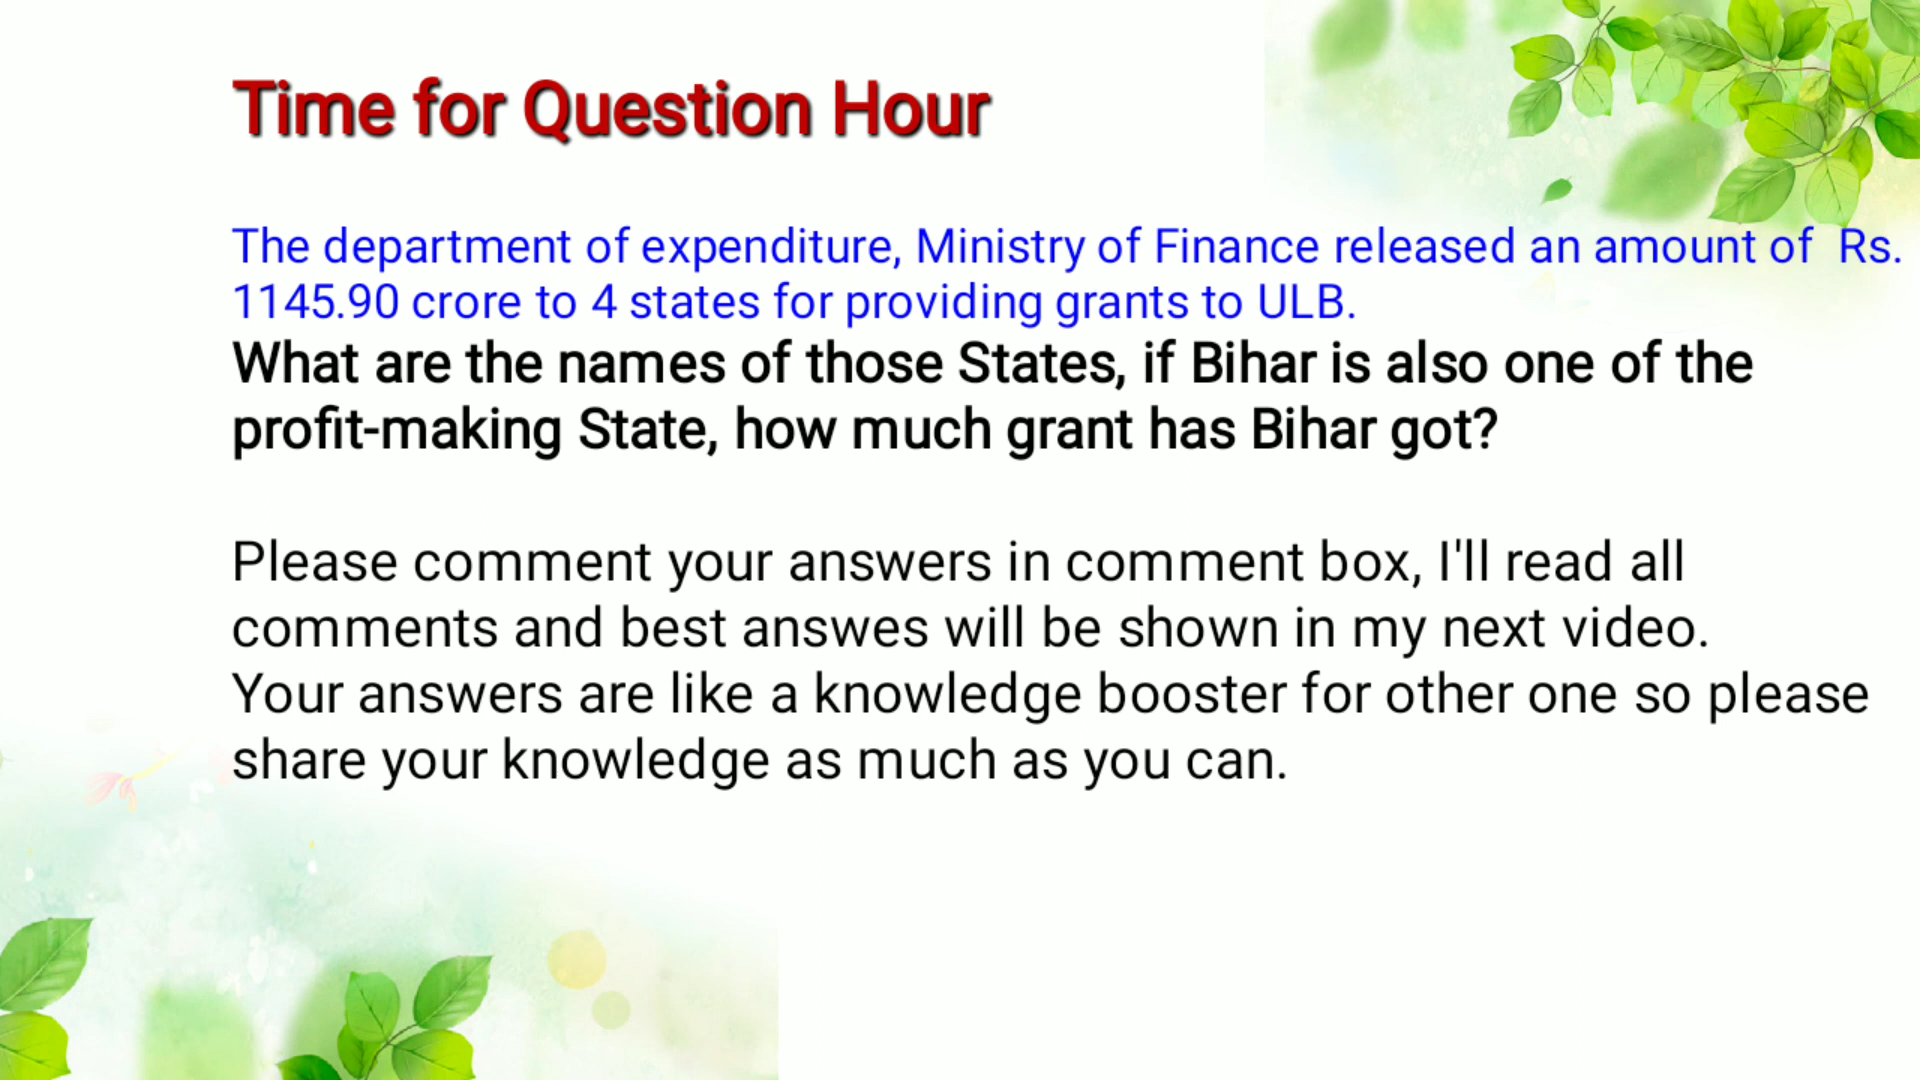 Time for Question Hour
The department of expenditure, Ministry of Finance released an amount of  Rs.
1145.90 crore to 4 states for providing grants to ULB.
What are the names of those States, if Bihar is also one of the
profit-making State, how much grant has Bihar got?
Please comment your answers in comment box, I'll read all
comments and best answes will be shown in my next video.
Your answers are like a knowledge booster for other one so please
share your knowledge as much as you can.